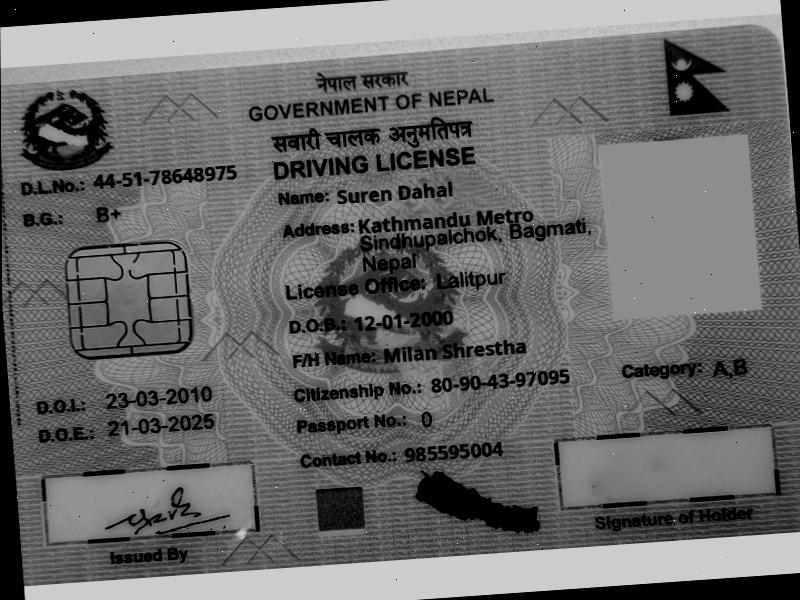 नेपाल सरकार
GOVERNMENT OF NEPAL
सवारी चालक अनुमतिपत्र
DRIVING LICENSE
D.L.No.: 44-51-78648975
B.G.: B+
Name: Suren Dahal
Address: Kathmandu Metro
Sindhupalchok, Bagmati,
Nepal
License Office: Lalitpur
D.O.B.: 12-01-2000
F/H Name: Milan Shrestha
Citizenship No.: 80-90-43-97095
Category: A,B
D.O.I.: 23-03-2010
D.O.E.: 21-03-2025
Passport No.: 0
Contact No.: 985595004
Issued By
Signature of Holder